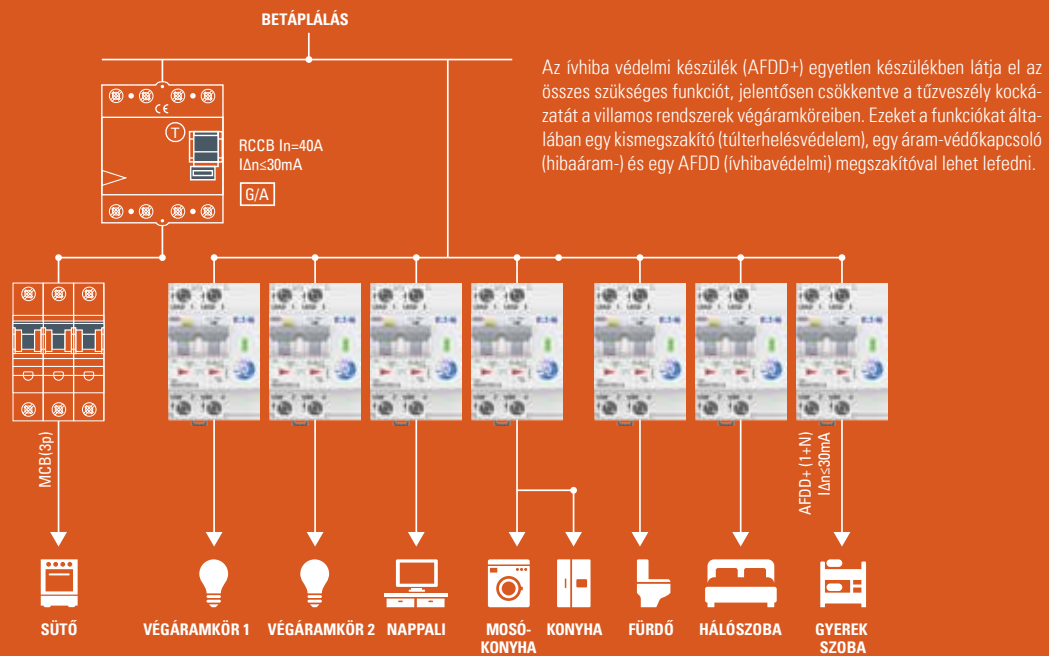 BETÁPLÁLÁS
Az ívhiba védelmi készülék (AFDD+) egyetlen készülékben látja el az
összes szükséges funkciót, jelentősen csökkentve a tűzveszély kocká-
zatát a villamos rendszerek végáramköreiben. Ezeket a funkciókat álta-
lában egy kismegszakító (túlterhelésvédelem), egy áram-védőkapcsoló
(hibaáram-) és egy AFDD (ívhibavédelmi) megszakítóval lehet lefedni.
CE
T
RCCB In=40A
IΔn≤30mA
G/A
MCB(3p)
AFDD+ (1+N)
IΔn≤30mA
SÜTŐ
VÉGÁRAMKÖR 1
VÉGÁRAMKÖR 2
NAPPALI
MOSÓ-
KONYHA
KONYHA
FÜRDŐ
HÁLÓSZOBA
GYEREK
SZOBA